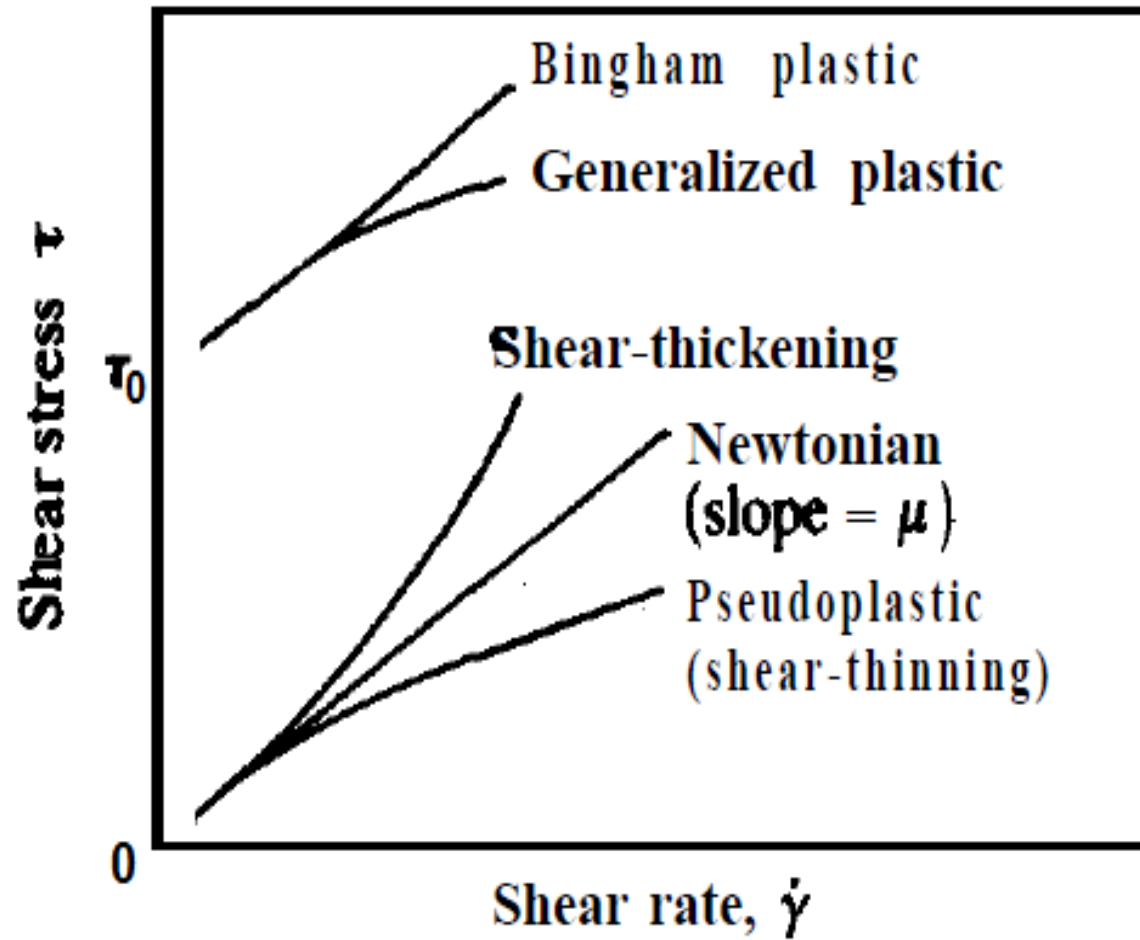 Bingham plastic
Generalized plastic
Shear stress τ
τ0
Shear-thickening
Newtonian
(slope = μ)
Pseudoplastic
(shear-thinning)
0
Shear rate, γ̇